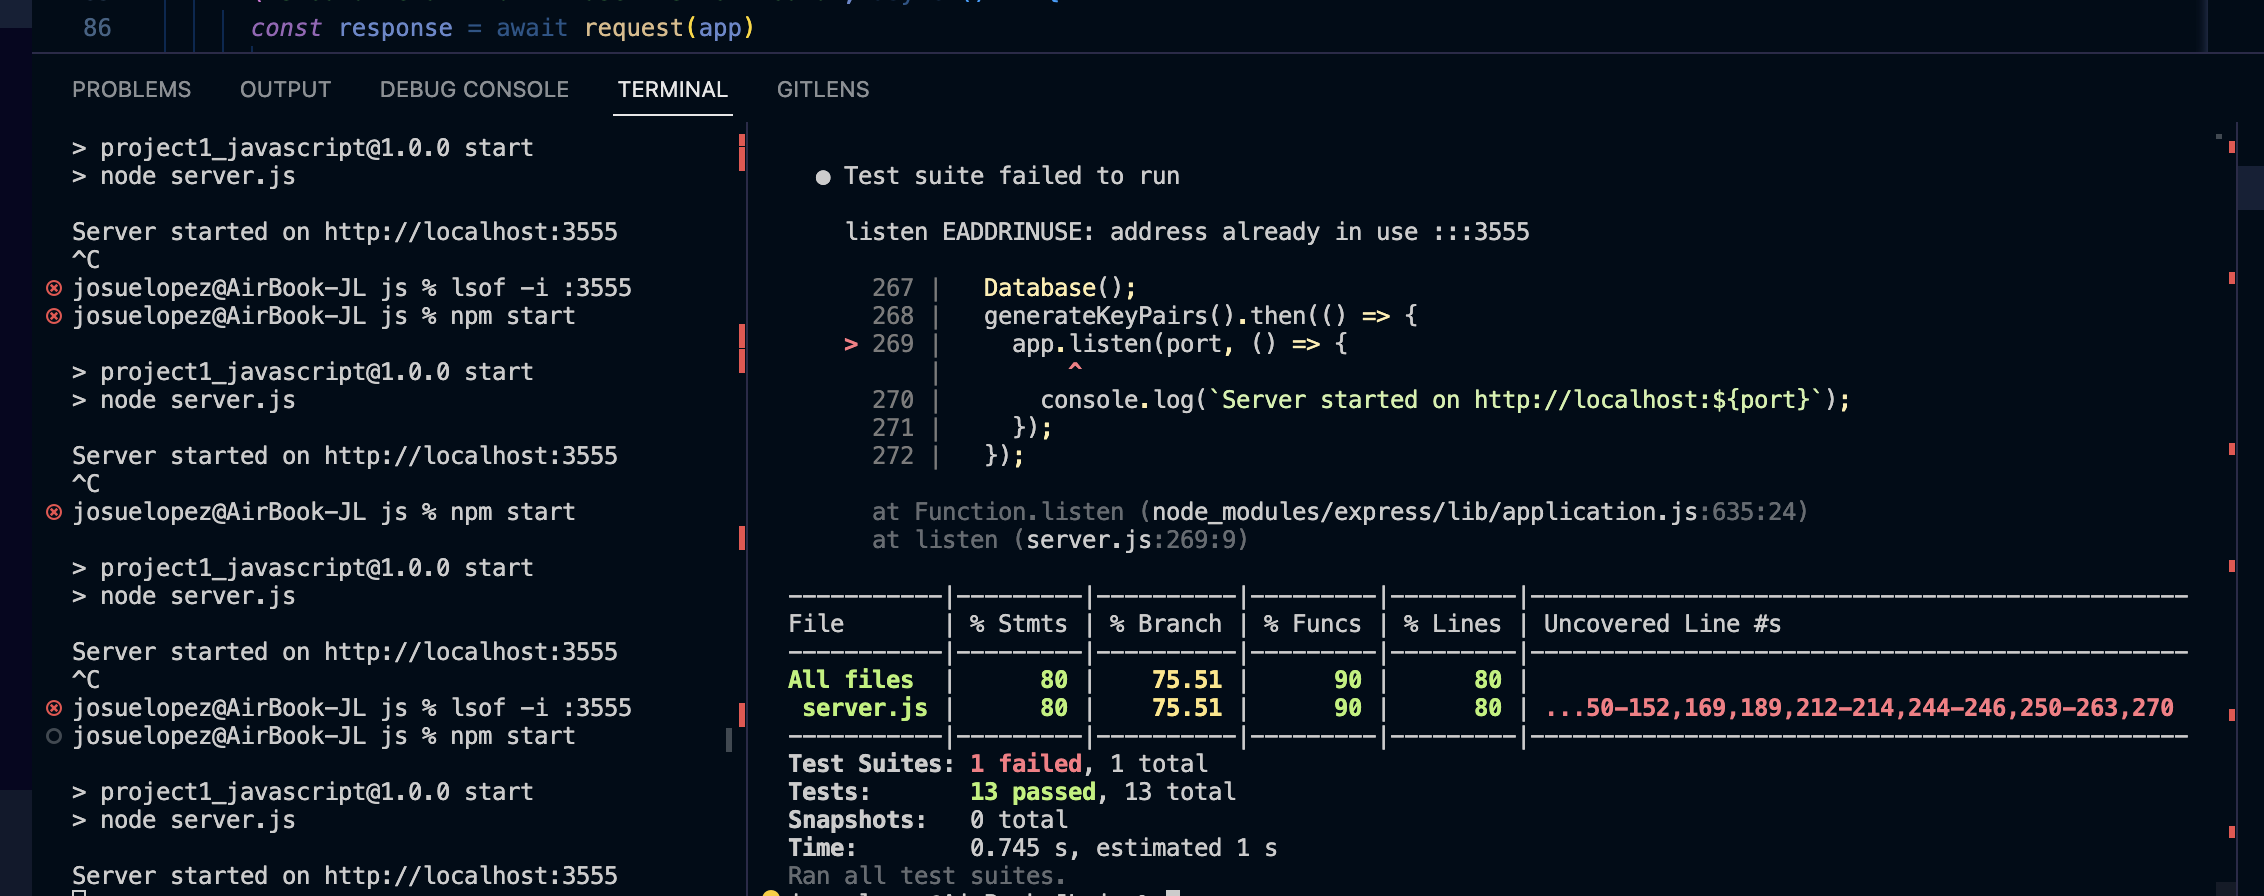 86 const response = await request(app)
PROBLEMS OUTPUT DEBUG CONSOLE TERMINAL GITLENS
> project1_javascript@1.0.0 start
> node server.js
Server started on http://localhost:3555
^C
josuelopez@AirBook-JL js % lsof -i :3555
josuelopez@AirBook-JL js % npm start
> project1_javascript@1.0.0 start
> node server.js
Server started on http://localhost:3555
^C
josuelopez@AirBook-JL js % npm start
> project1_javascript@1.0.0 start
> node server.js
Server started on http://localhost:3555
^C
josuelopez@AirBook-JL js % lsof -i :3555
josuelopez@AirBook-JL js % npm start
> project1_javascript@1.0.0 start
> node server.js
Server started on http://localhost:3555
● Test suite failed to run
listen EADDRINUSE: address already in use :::3555
267 | Database();
268 | generateKeyPairs().then(() => {
> 269 | app.listen(port, () => {
| ^
270 | console.log(`Server started on http://localhost:${port}`);
271 | });
272 | });
at Function.listen (node_modules/express/lib/application.js:635:24)
at listen (server.js:269:9)
-----------|---------|----------|---------|---------|-----------------------------------------------
File | % Stmts | % Branch | % Funcs | % Lines | Uncovered Line #s
-----------|---------|----------|---------|---------|-----------------------------------------------
All files | 80 | 75.51 | 90 | 80 |
server.js | 80 | 75.51 | 90 | 80 | ...50-152,169,189,212-214,244-246,250-263,270
-----------|---------|----------|---------|---------|-----------------------------------------------
Test Suites: 1 failed, 1 total
Tests: 13 passed, 13 total
Snapshots: 0 total
Time: 0.745 s, estimated 1 s
Ran all test suites.